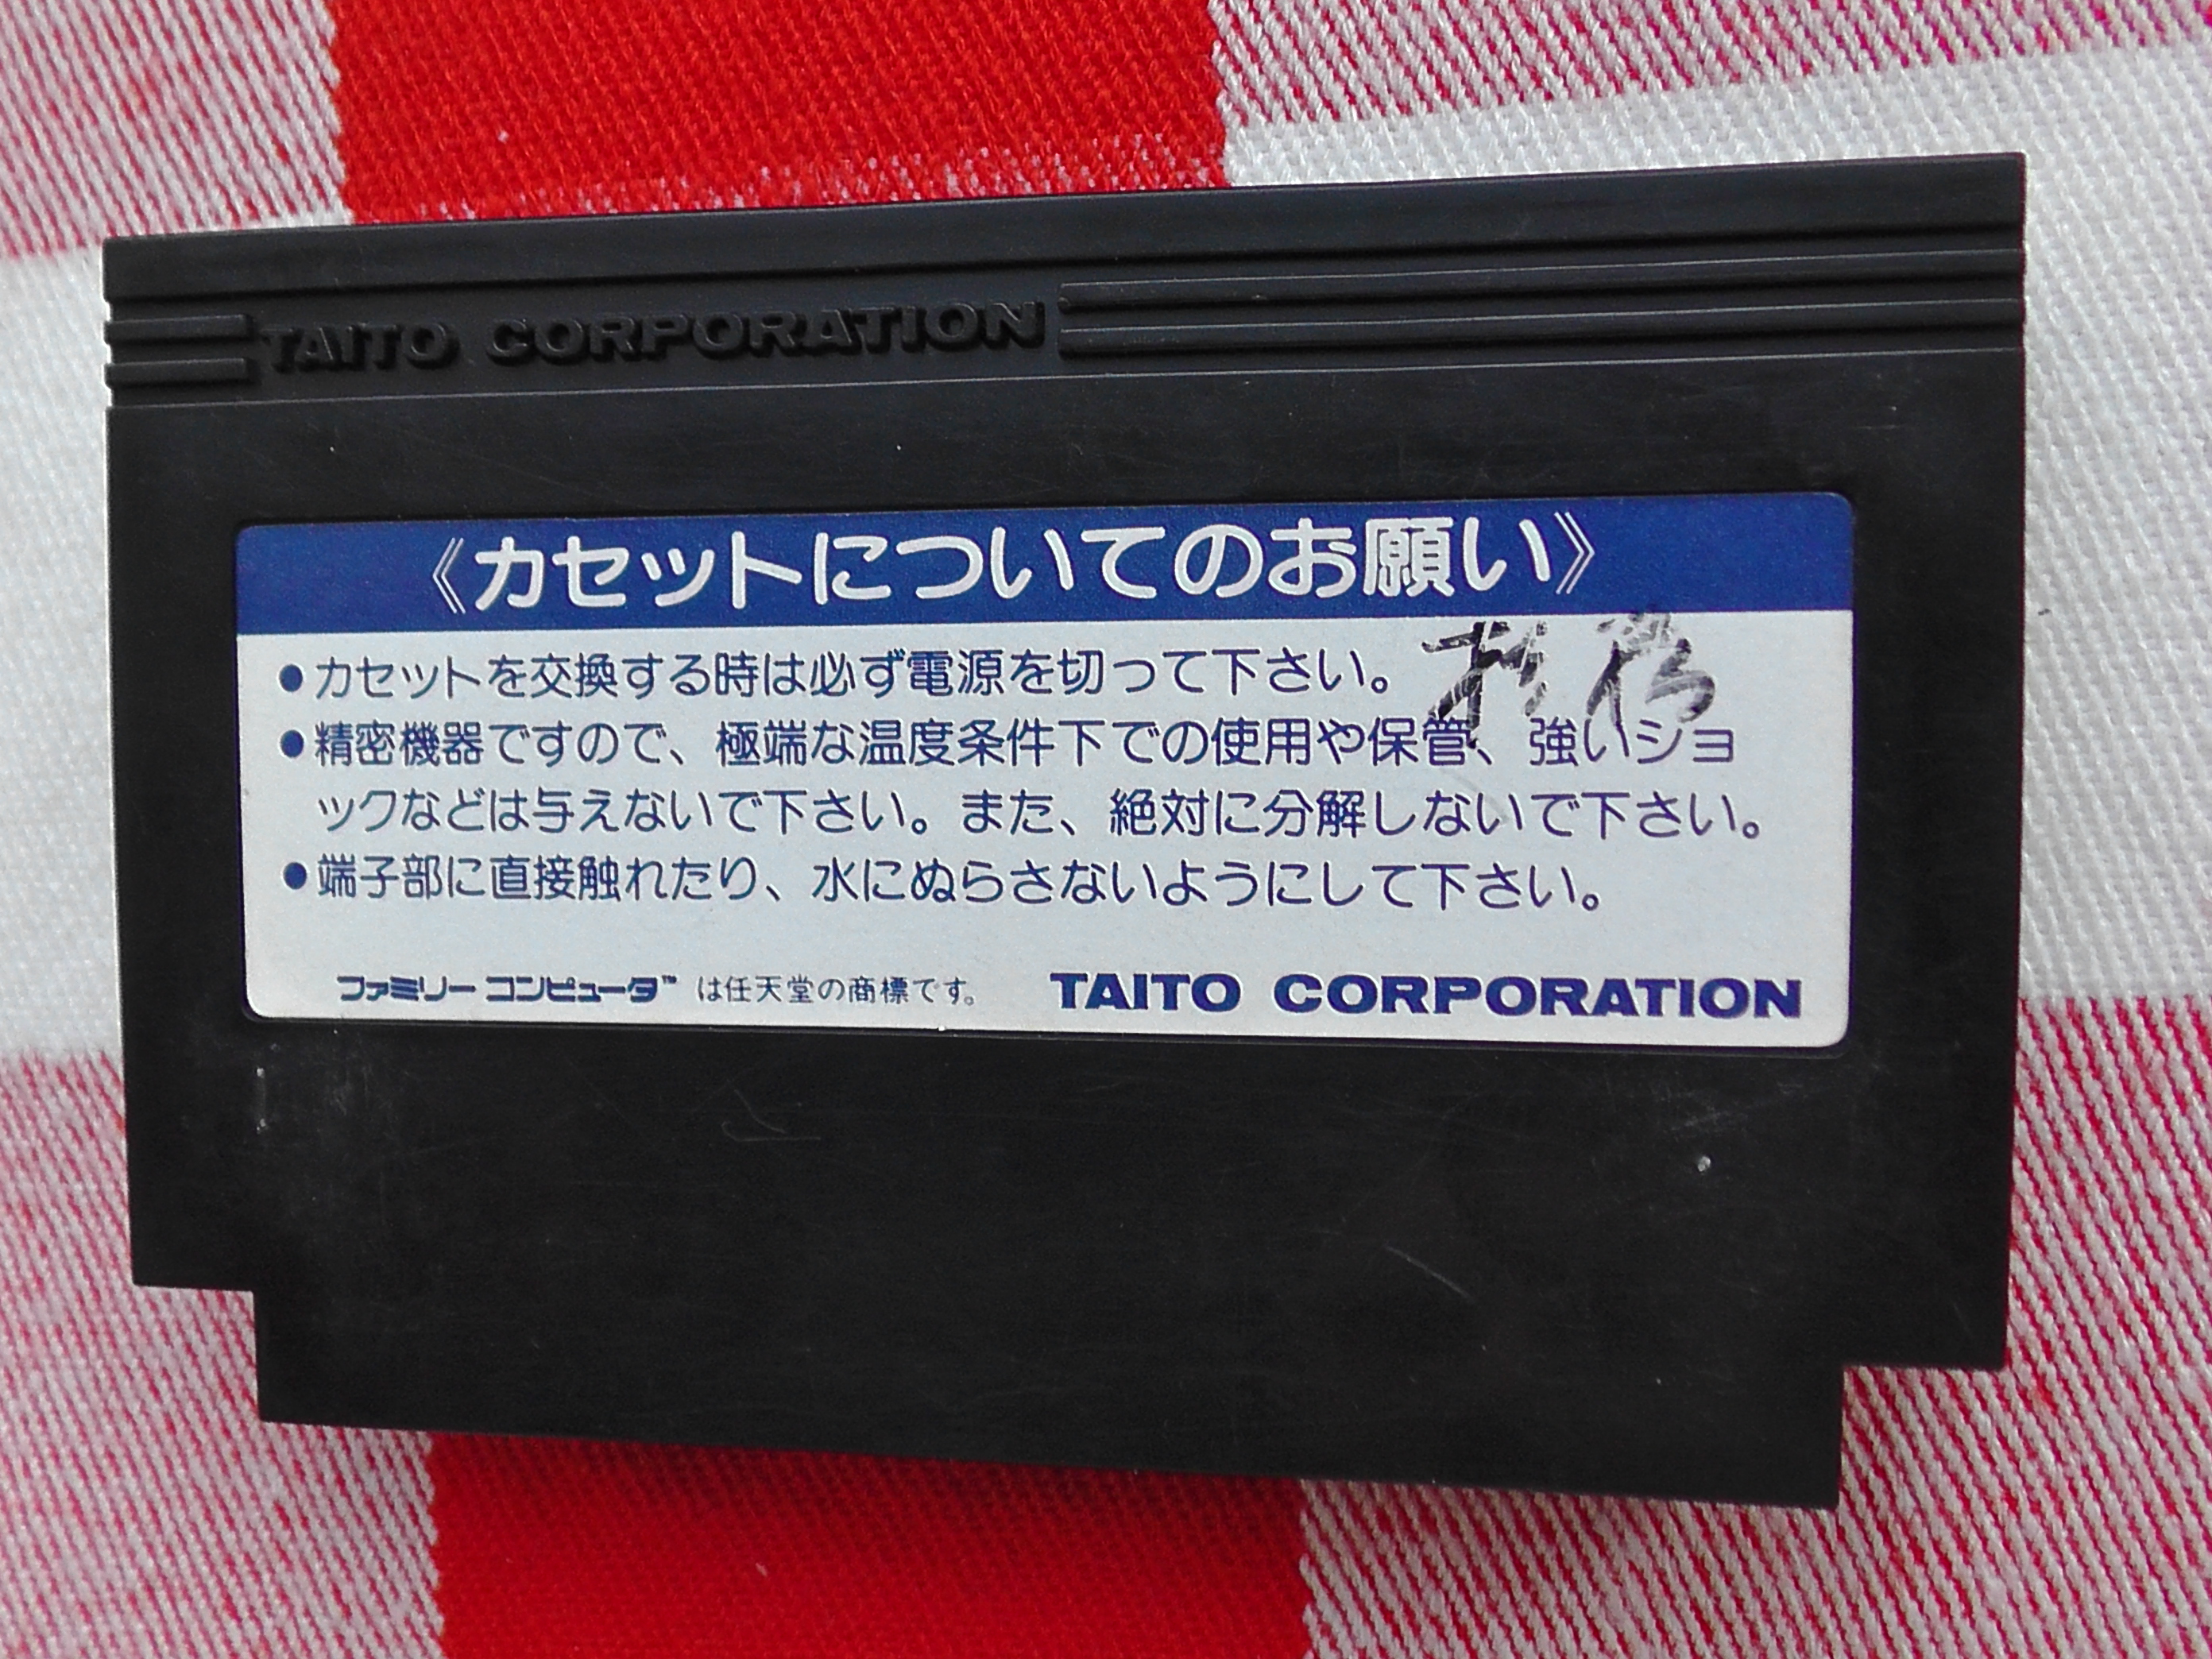 TAITO CORPORATION
《カセットについてのお願い》
●カセットを交換する時は必ず電源を切って下さい。
●精密機器ですので、極端な温度条件下での使用や保管、強いショ
ックなどは与えないで下さい。また、絶対に分解しないで下さい。
●端子部に直接触れたり、水にぬらさないようにして下さい。
ファミリーコンピュータ™は任天堂の商標です。 TAITO CORPORATION